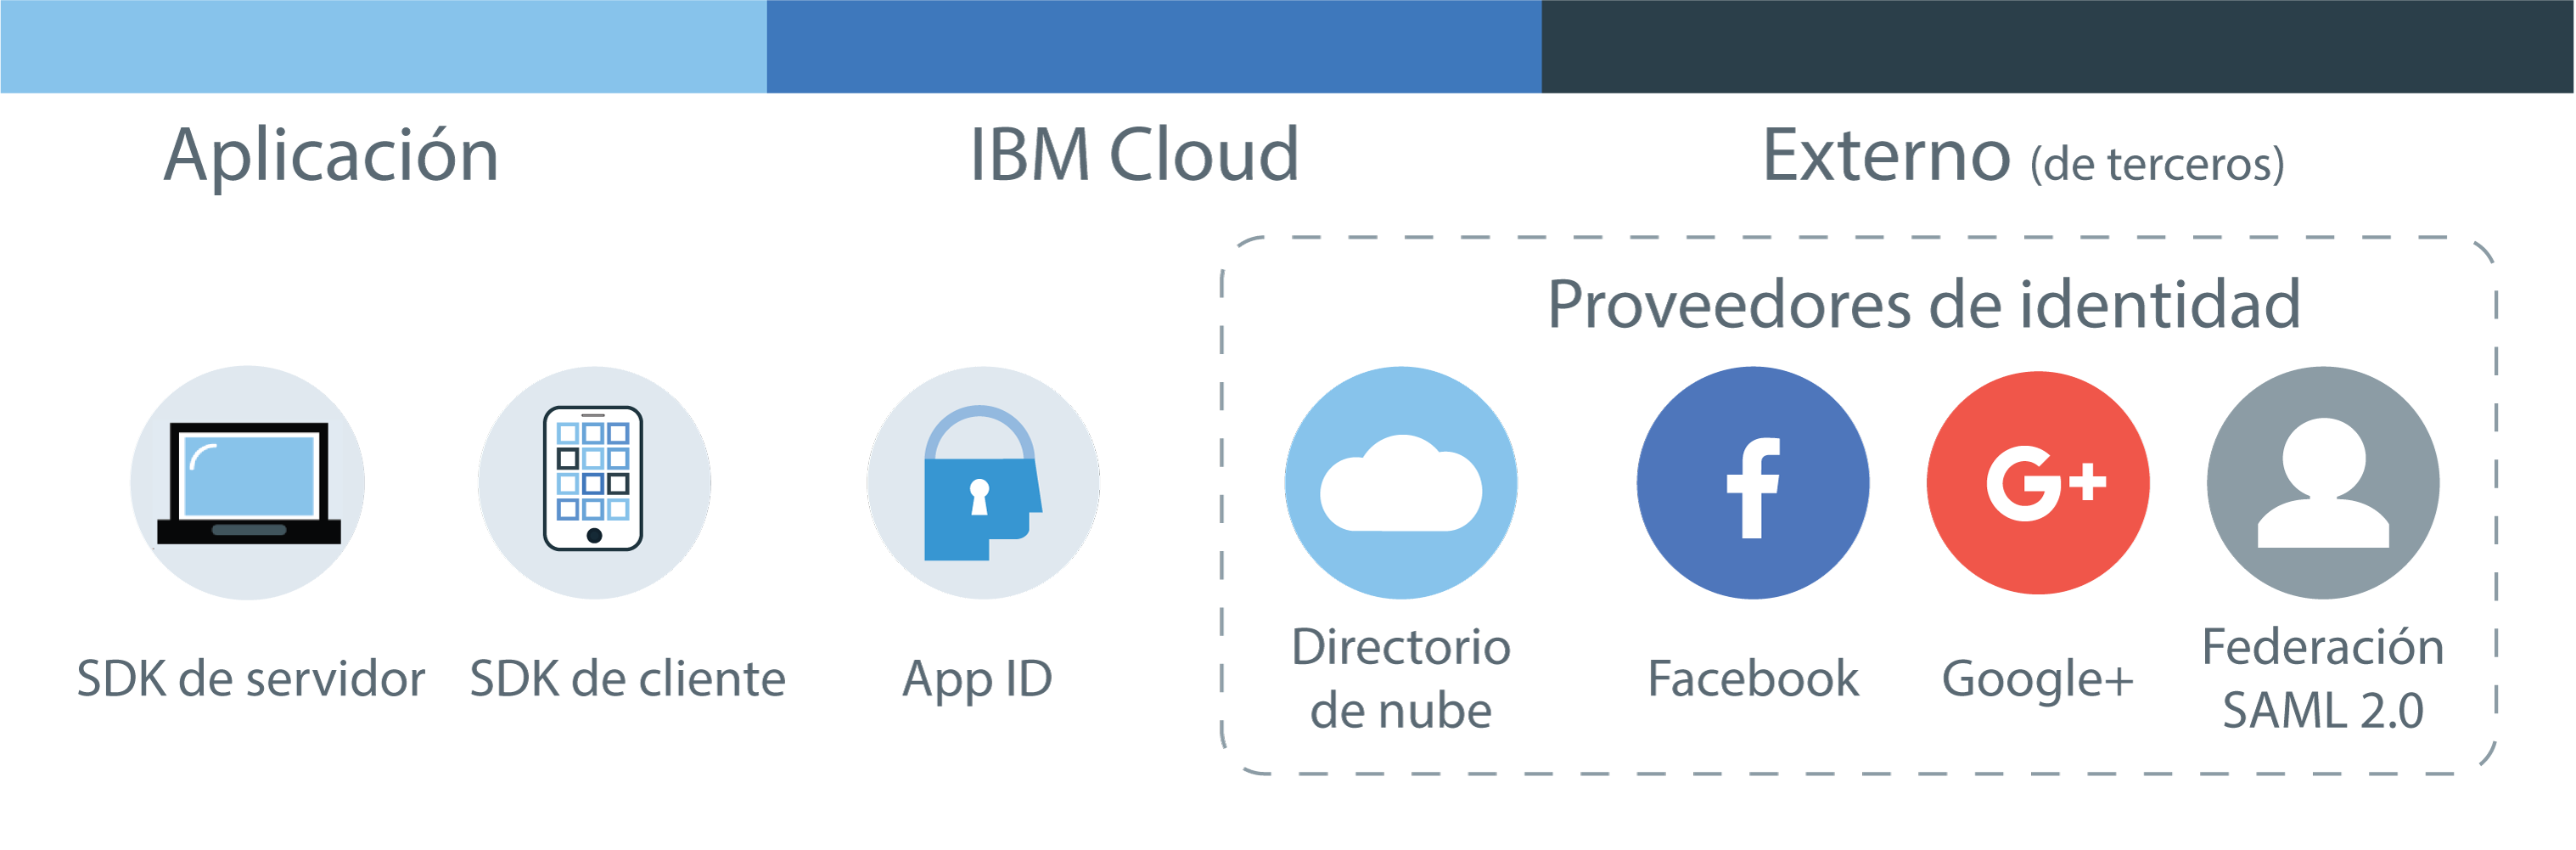 Aplicación
IBM Cloud
Externo (de terceros)
Proveedores de identidad
G+
SDK de servidor
SDK de cliente
App ID
Directorio
de nube
Facebook
Google+
Federación
SAML 2.0